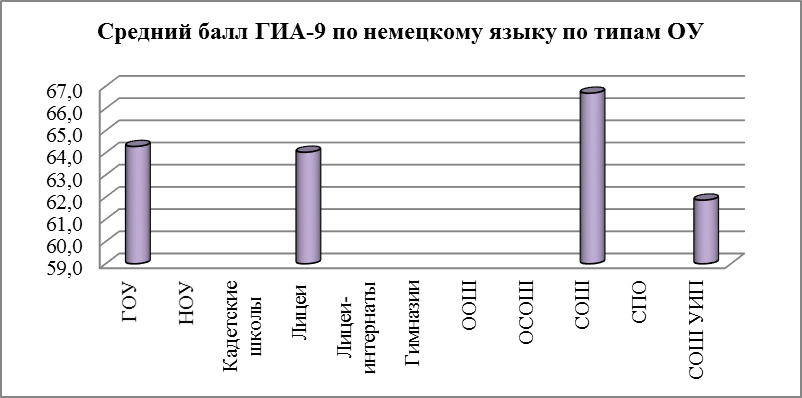 Средний балл ГИА-9 по немецкому языку по типам ОУ
67,0
66,0
65,0
64,0
63,0
62,0
61,0
60,0
59,0
ГОУ
НОУ
Кадетские
школы
Лицеи
Лицеи-
интернаты
Гимназии
ООШ
ОСОШ
СОШ
СПО
СОШ УИП